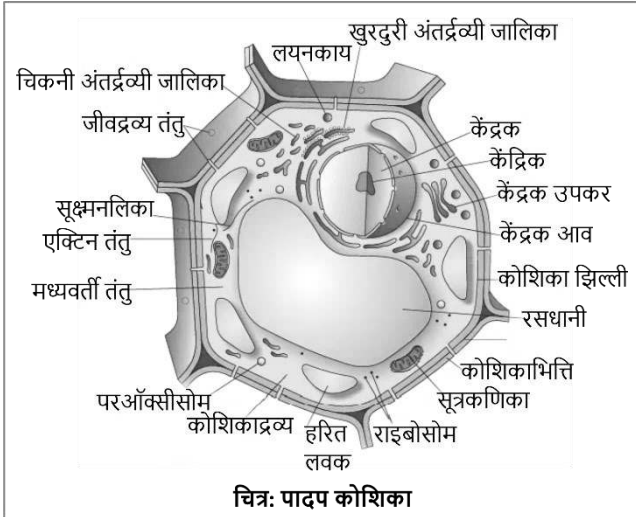 खुरदुरी अंतर्द्रव्यी जालिका
लयनकाय
चिकनी अंतर्द्रव्यी जालिका
जीवद्रव्य तंतु
केंद्रक
केंद्रिक
केंद्रक उपकर
सूक्ष्मनलिका
केंद्रक आव
एक्टिन तंतु
कोशिका झिल्ली
मध्यवर्ती तंतु
रसधानी
कोशिकाभित्ति
परऑक्सीसोम
सूत्रकणिका
कोशिकाद्रव्य
हरित
लवक
राइबोसोम
चित्र: पादप कोशिका